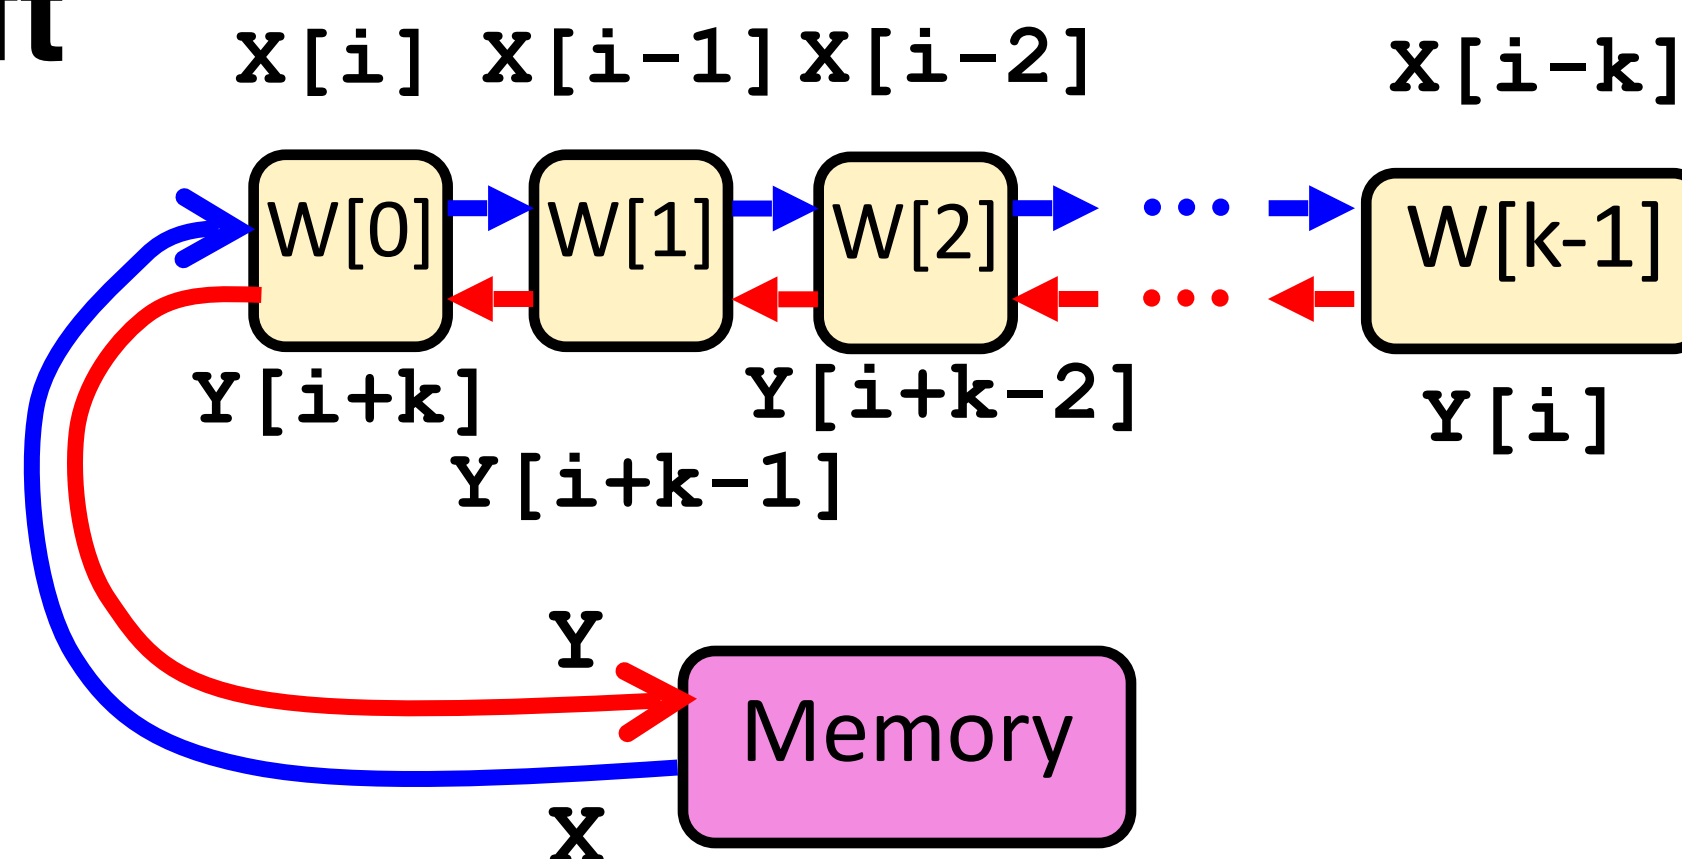 X[i] X[i-1] X[i-2] X[i-k]
W[0] W[1] W[2] W[k-1]
Y[i+k] Y[i+k-2] Y[i]
Y[i+k-1]
Y
Memory
X